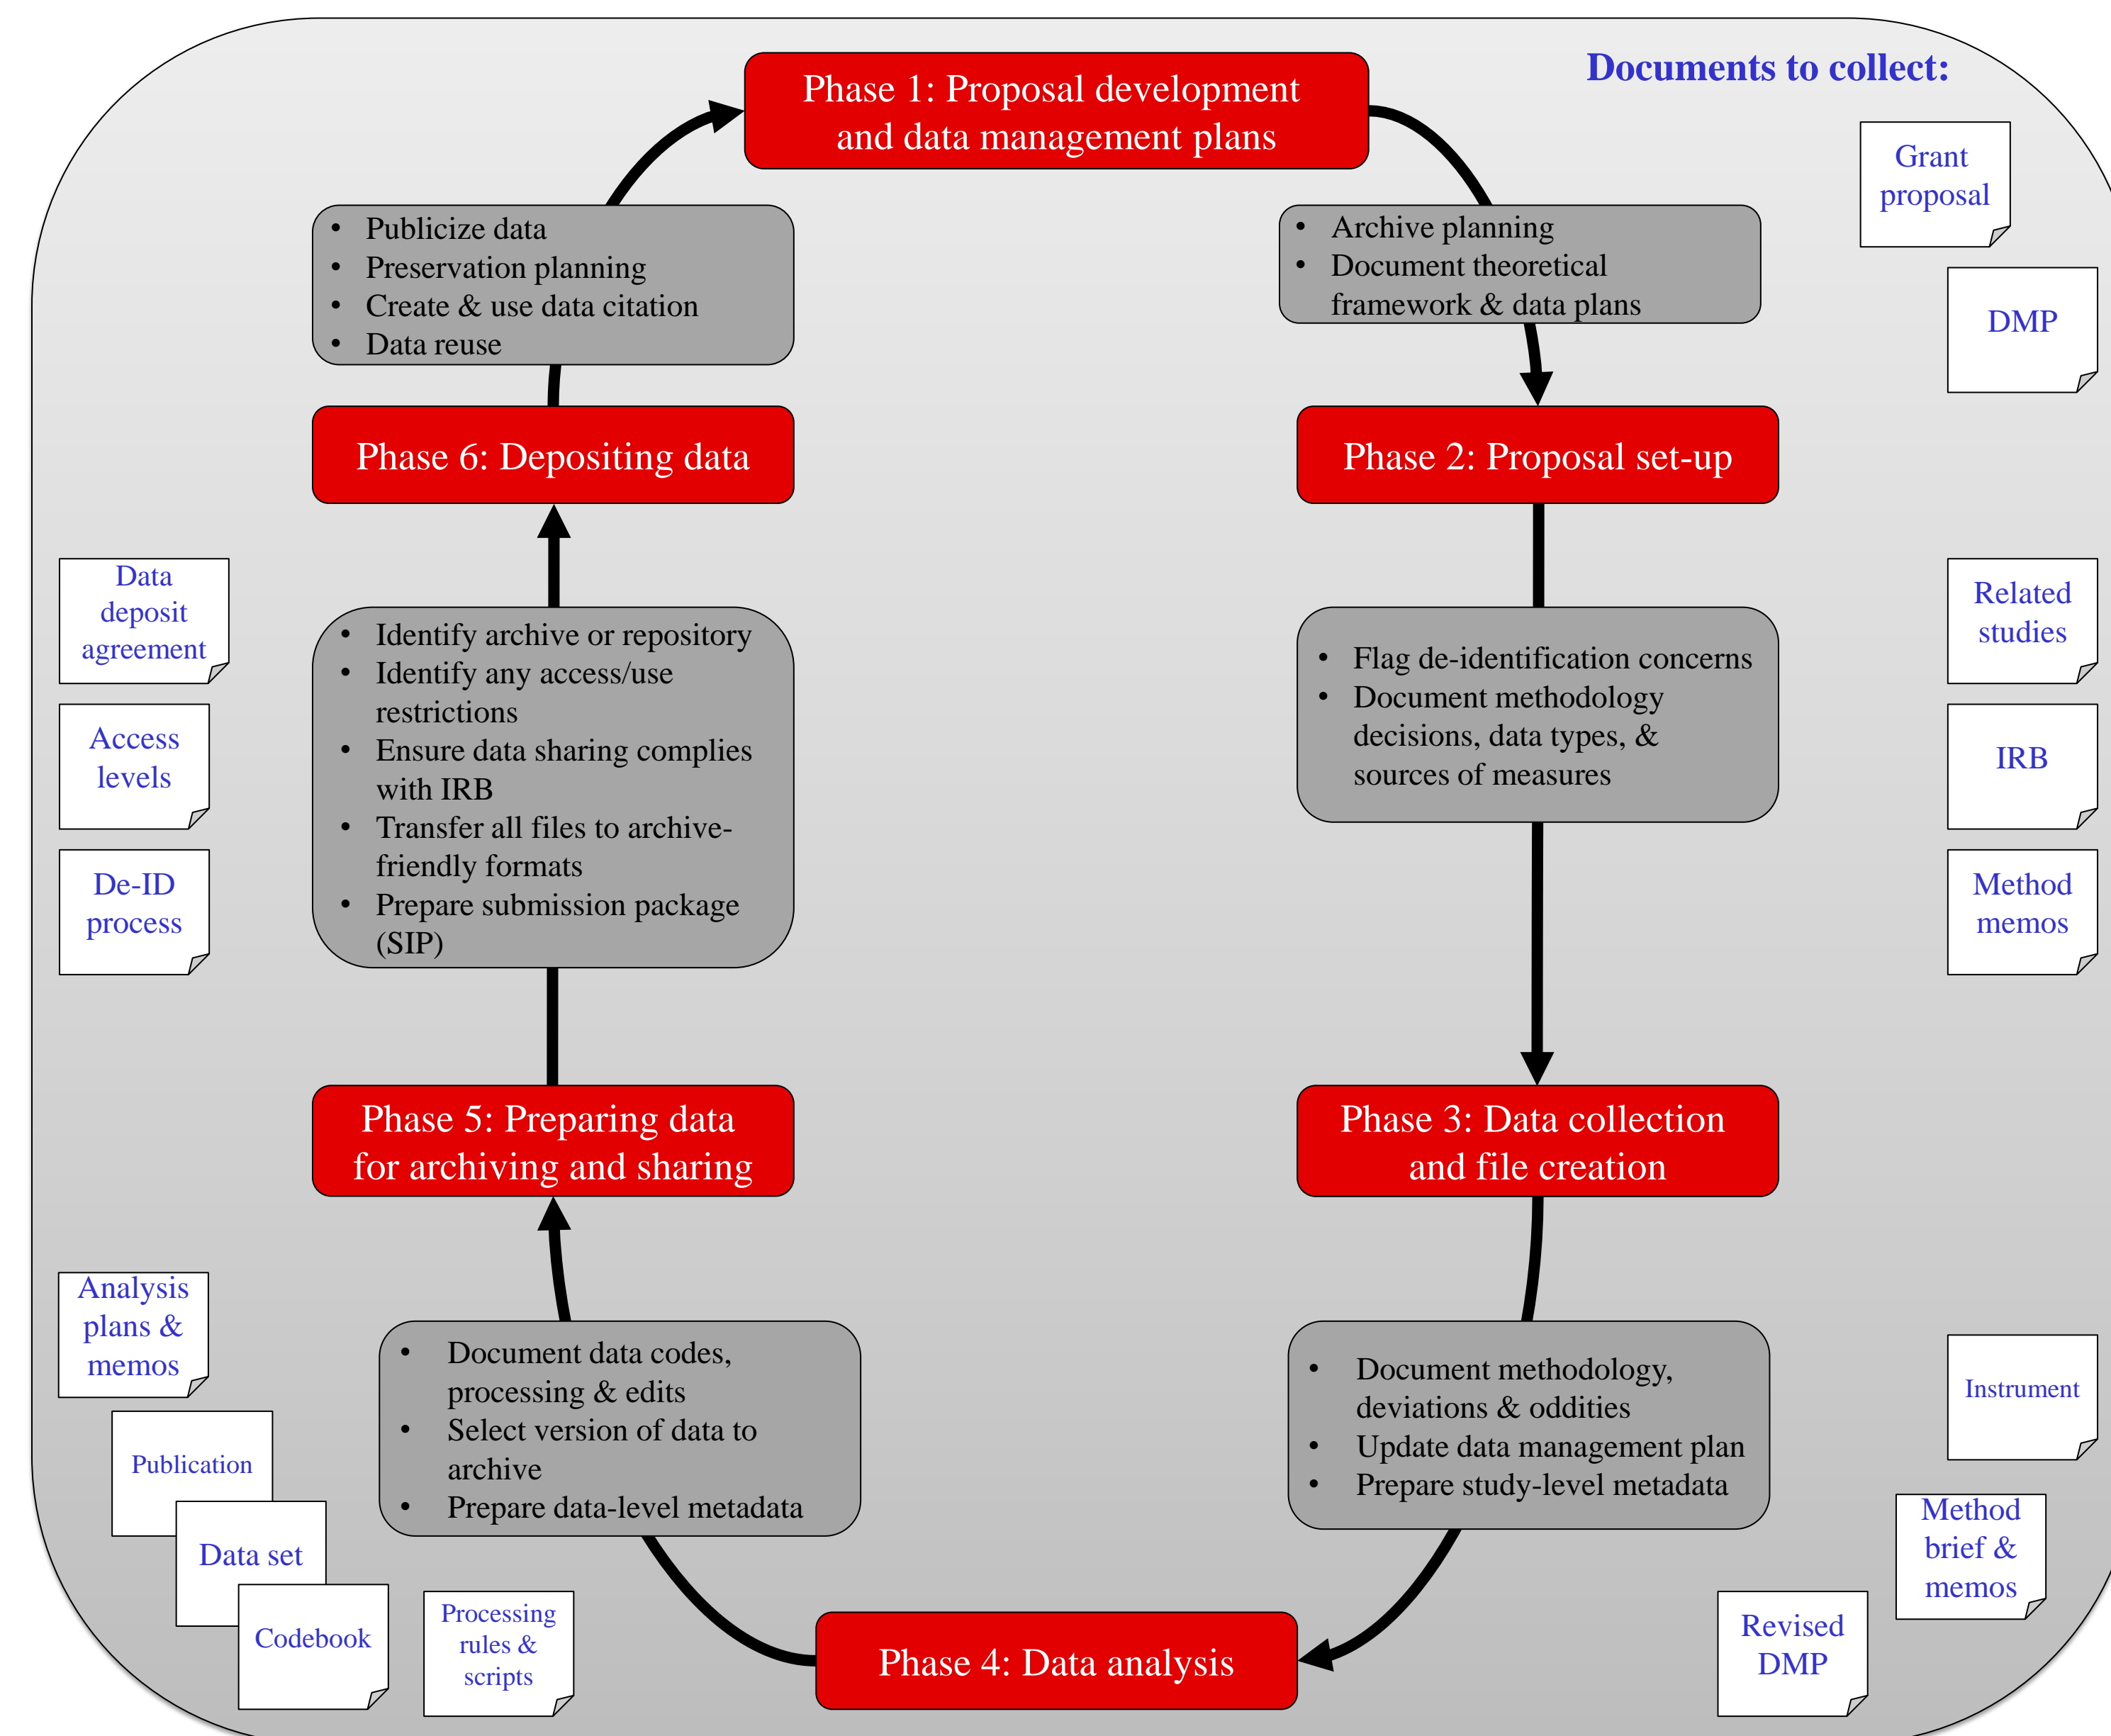 Documents to collect:
Phase 1: Proposal development
and data management plans
Grant
proposal
DMP
• Archive planning
• Document theoretical
framework & data plans
Phase 2: Proposal set-up
Related
studies
IRB
Method
memos
• Flag de-identification concerns
• Document methodology
decisions, data types, &
sources of measures
Phase 3: Data collection
and file creation
• Document methodology,
deviations & oddities
• Update data management plan
• Prepare study-level metadata
Instrument
Method
brief &
memos
Revised
DMP
Phase 4: Data analysis
• Document data codes,
processing & edits
• Select version of data to
archive
• Prepare data-level metadata
Analysis
plans &
memos
Publication
Data set
Codebook
Processing
rules &
scripts
Phase 5: Preparing data
for archiving and sharing
• Identify archive or repository
• Identify any access/use
restrictions
• Ensure data sharing complies
with IRB
• Transfer all files to archive-
friendly formats
• Prepare submission package
(SIP)
Data
deposit
agreement
Access
levels
De-ID
process
Phase 6: Depositing data
• Publicize data
• Preservation planning
• Create & use data citation
• Data reuse